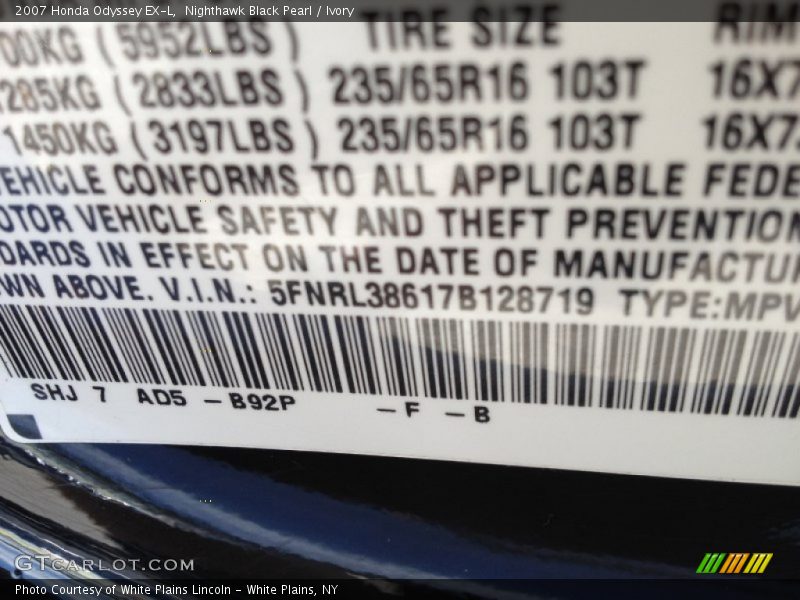 2007 Honda Odyssey EX-L, Nighthawk Black Pearl / Ivory
00KG ( 5952LBS ) TIRE SIZE RIM
285KG ( 2833LBS ) 235/65R16 103T 16X7
1450KG ( 3197LBS ) 235/65R16 103T 16X7
VEHICLE CONFORMS TO ALL APPLICABLE FEDE
OTOR VEHICLE SAFETY AND THEFT PREVENTION
DARDS IN EFFECT ON THE DATE OF MANUFACTUR
WN ABOVE. V.I.N.: 5FNRL38617B128719 TYPE:MPV
SHJ 7 AD5 - B92P - F - B
GTCARLOT.COM
Photo Courtesy of White Plains Lincoln - White Plains, NY